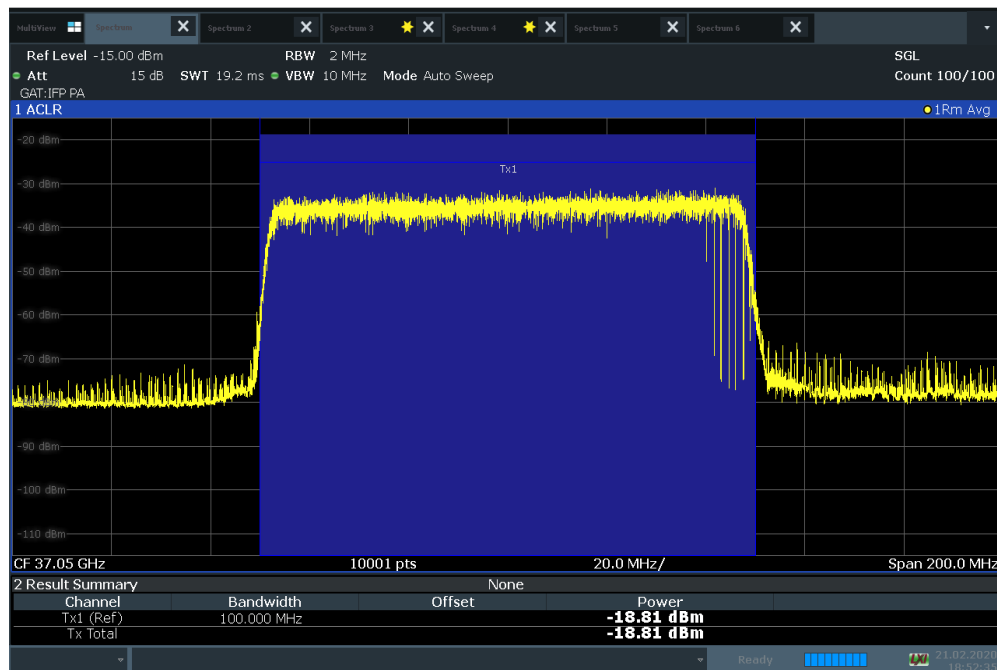 MultiView Spectrum Spectrum 2 Spectrum 3 Spectrum 4 Spectrum 5 Spectrum 6
Ref Level -15.00 dBm RBW 2 MHz SGL
Att 15 dB SWT 19.2 ms VBW 10 MHz Mode Auto Sweep Count 100/100
GAT:IFP PA
1 ACLR 1Rm Avg
-20 dBm
Tx1
-30 dBm
-40 dBm
-50 dBm
-60 dBm
-70 dBm
-90 dBm
-100 dBm
-110 dBm
CF 37.05 GHz 10001 pts 20.0 MHz/ Span 200.0 MHz
2 Result Summary None
Channel Bandwidth Offset Power
Tx1 (Ref) 100.000 MHz -18.81 dBm
Tx Total -18.81 dBm
Ready 21.02.2020
10:52:35